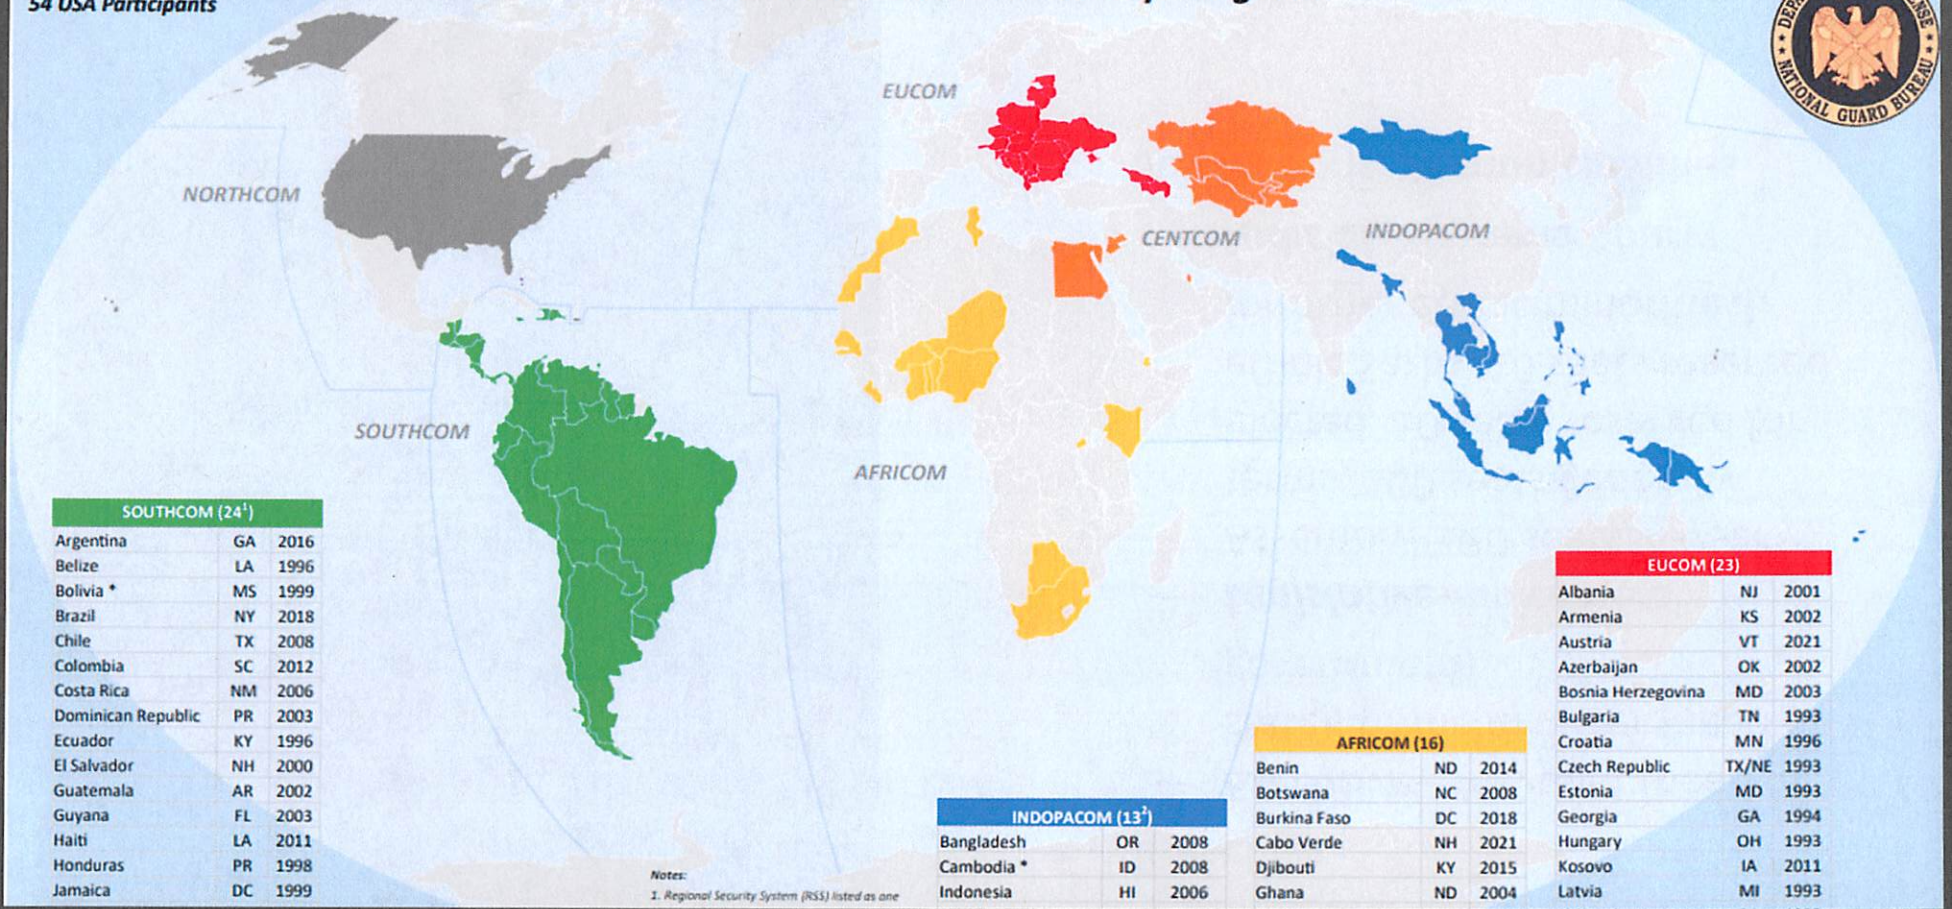 54 USA Participants
NATIONAL GUARD BUREAU
EUCOM
NORTHCOM
CENTCOM
INDOPACOM
SOUTHCOM
AFRICOM
SOUTHCOM (24¹)
Argentina GA 2016
Belize LA 1996
Bolivia * MS 1999
Brazil NY 2018
Chile TX 2008
Colombia SC 2012
Costa Rica NM 2006
Dominican Republic PR 2003
Ecuador KY 1996
El Salvador NH 2000
Guatemala AR 2002
Guyana FL 2003
Haiti LA 2011
Honduras PR 1998
Jamaica DC 1999
Notes:
1. Regional Security System (RSS) listed as one
INDOPACOM (13²)
Bangladesh OR 2008
Cambodia * ID 2008
Indonesia HI 2006
AFRICOM (16)
Benin ND 2014
Botswana NC 2008
Burkina Faso DC 2018
Cabo Verde NH 2021
Djibouti KY 2015
Ghana ND 2004
EUCOM (23)
Albania NJ 2001
Armenia KS 2002
Austria VT 2021
Azerbaijan OK 2002
Bosnia Herzegovina MD 2003
Bulgaria TN 1993
Croatia MN 1996
Czech Republic TX/NE 1993
Estonia MD 1993
Georgia GA 1994
Hungary OH 1993
Kosovo IA 2011
Latvia MI 1993